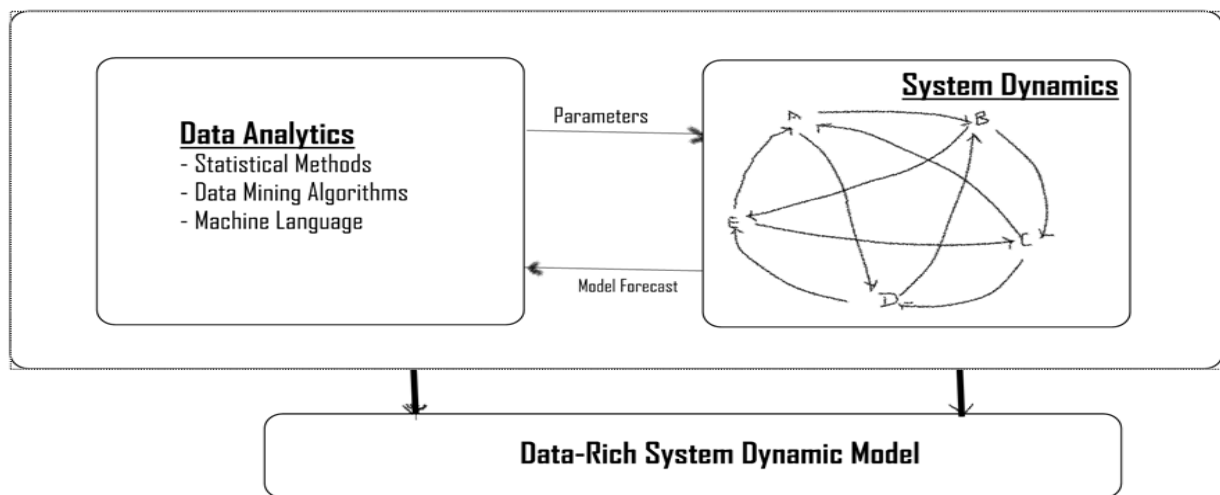 Data Analytics
- Statistical Methods
- Data Mining Algorithms
- Machine Language
Parameters
Model Forecast
System Dynamics
A
B
E
C
D
Data-Rich System Dynamic Model